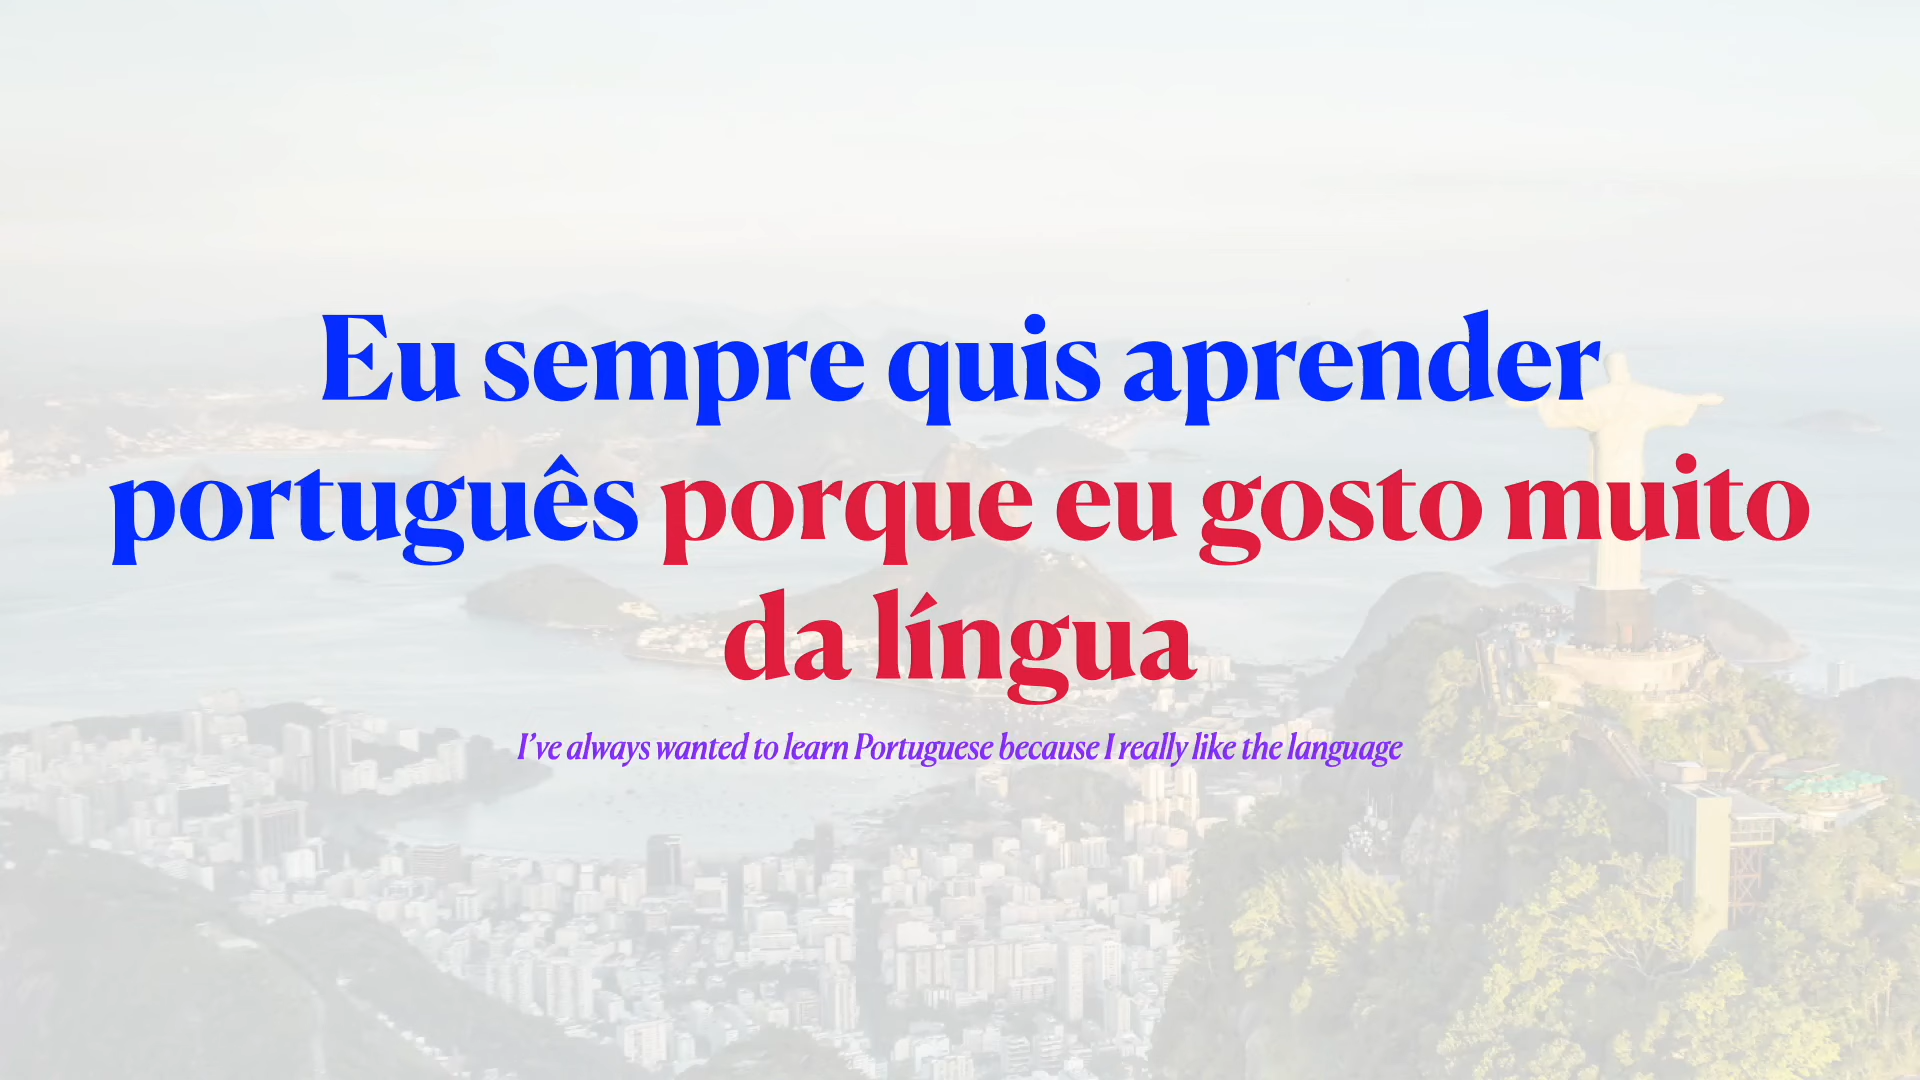 Eu sempre quis aprender
português porque eu gosto muito
da língua
I've always wanted to learn Portuguese because I really like the language